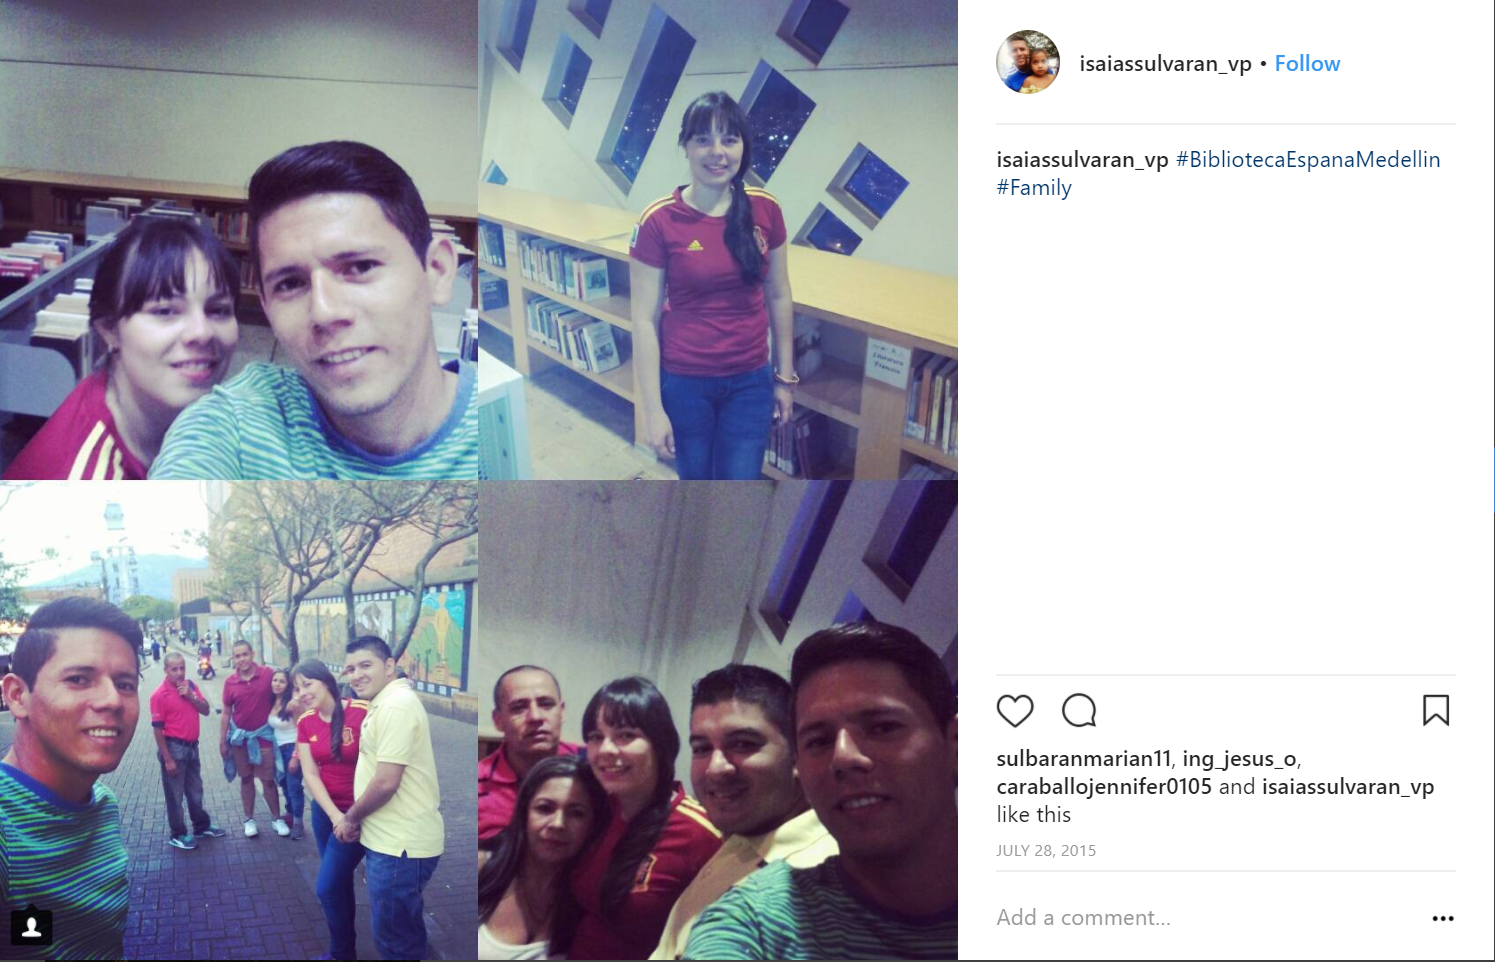 isaiassulvaran_vp • Follow
isaiassulvaran_vp #BibliotecaEspanaMedellin
#Family
sulbaranmarian11, ing_jesus_o,
caraballojennifer0105 and isaiassulvaran_vp
like this
JULY 28, 2015
Add a comment...